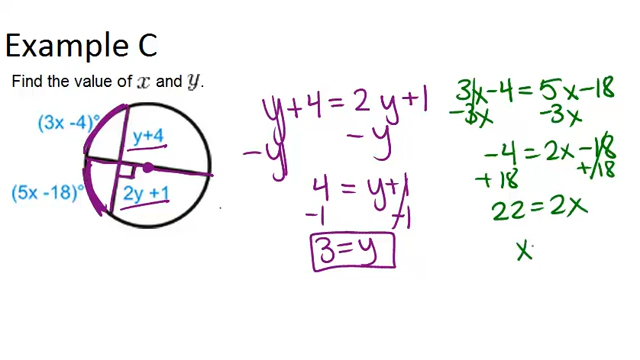 Example C
Find the value of x and y.
(3x -4)°
y+4
(5x -18)°
2y +1
y+4 = 2y+1
-y -y
4 = y+1
-1 -1
3 = y
3x-4 = 5x-18
-3x -3x
-4 = 2x-18
+18 +18
22 = 2x
x